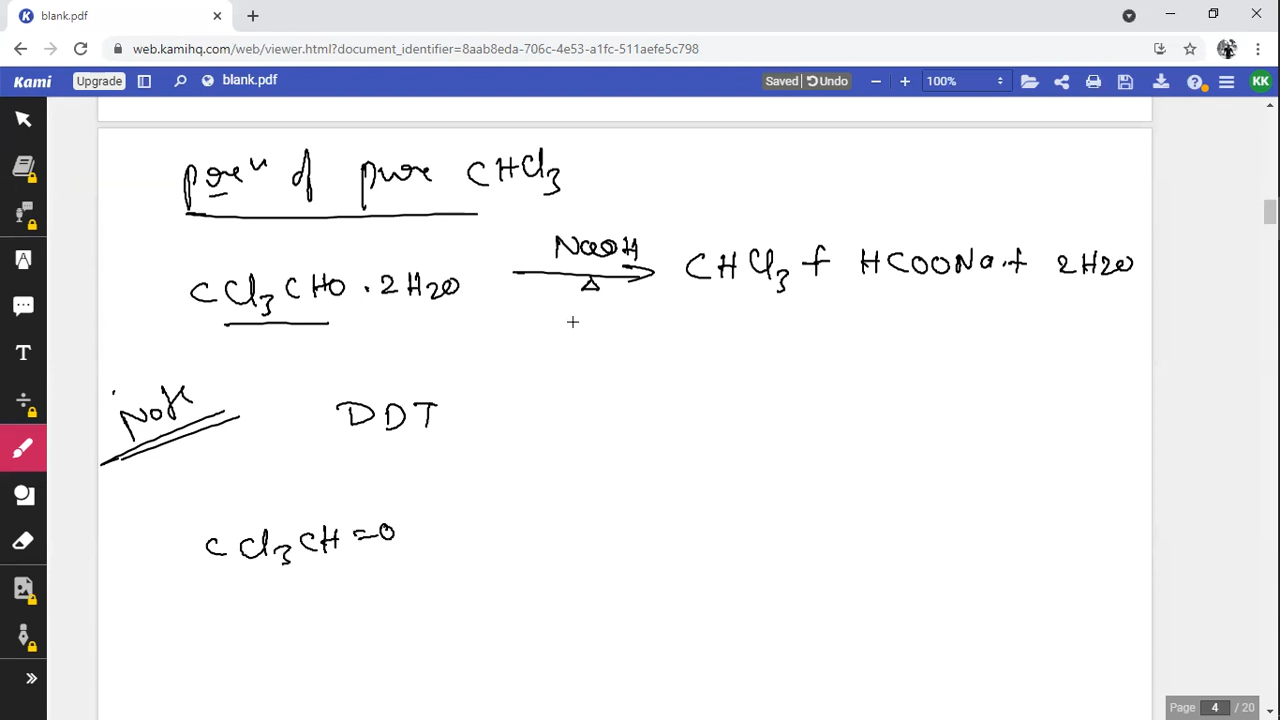 blank.pdf
web.kamihq.com/web/viewer.html?document_identifier=8aab8eda-706c-4e53-a1fc-511aefe5c798
Kami Upgrade blank.pdf Saved Undo 100% KK
preⁿ of pure CHCl3
NaOH
CCl3CHO . 2H2O → CHCl3 + HCOONa + 2H2O
Δ
Note DDT
CCl3CH=O
Page 4 / 20